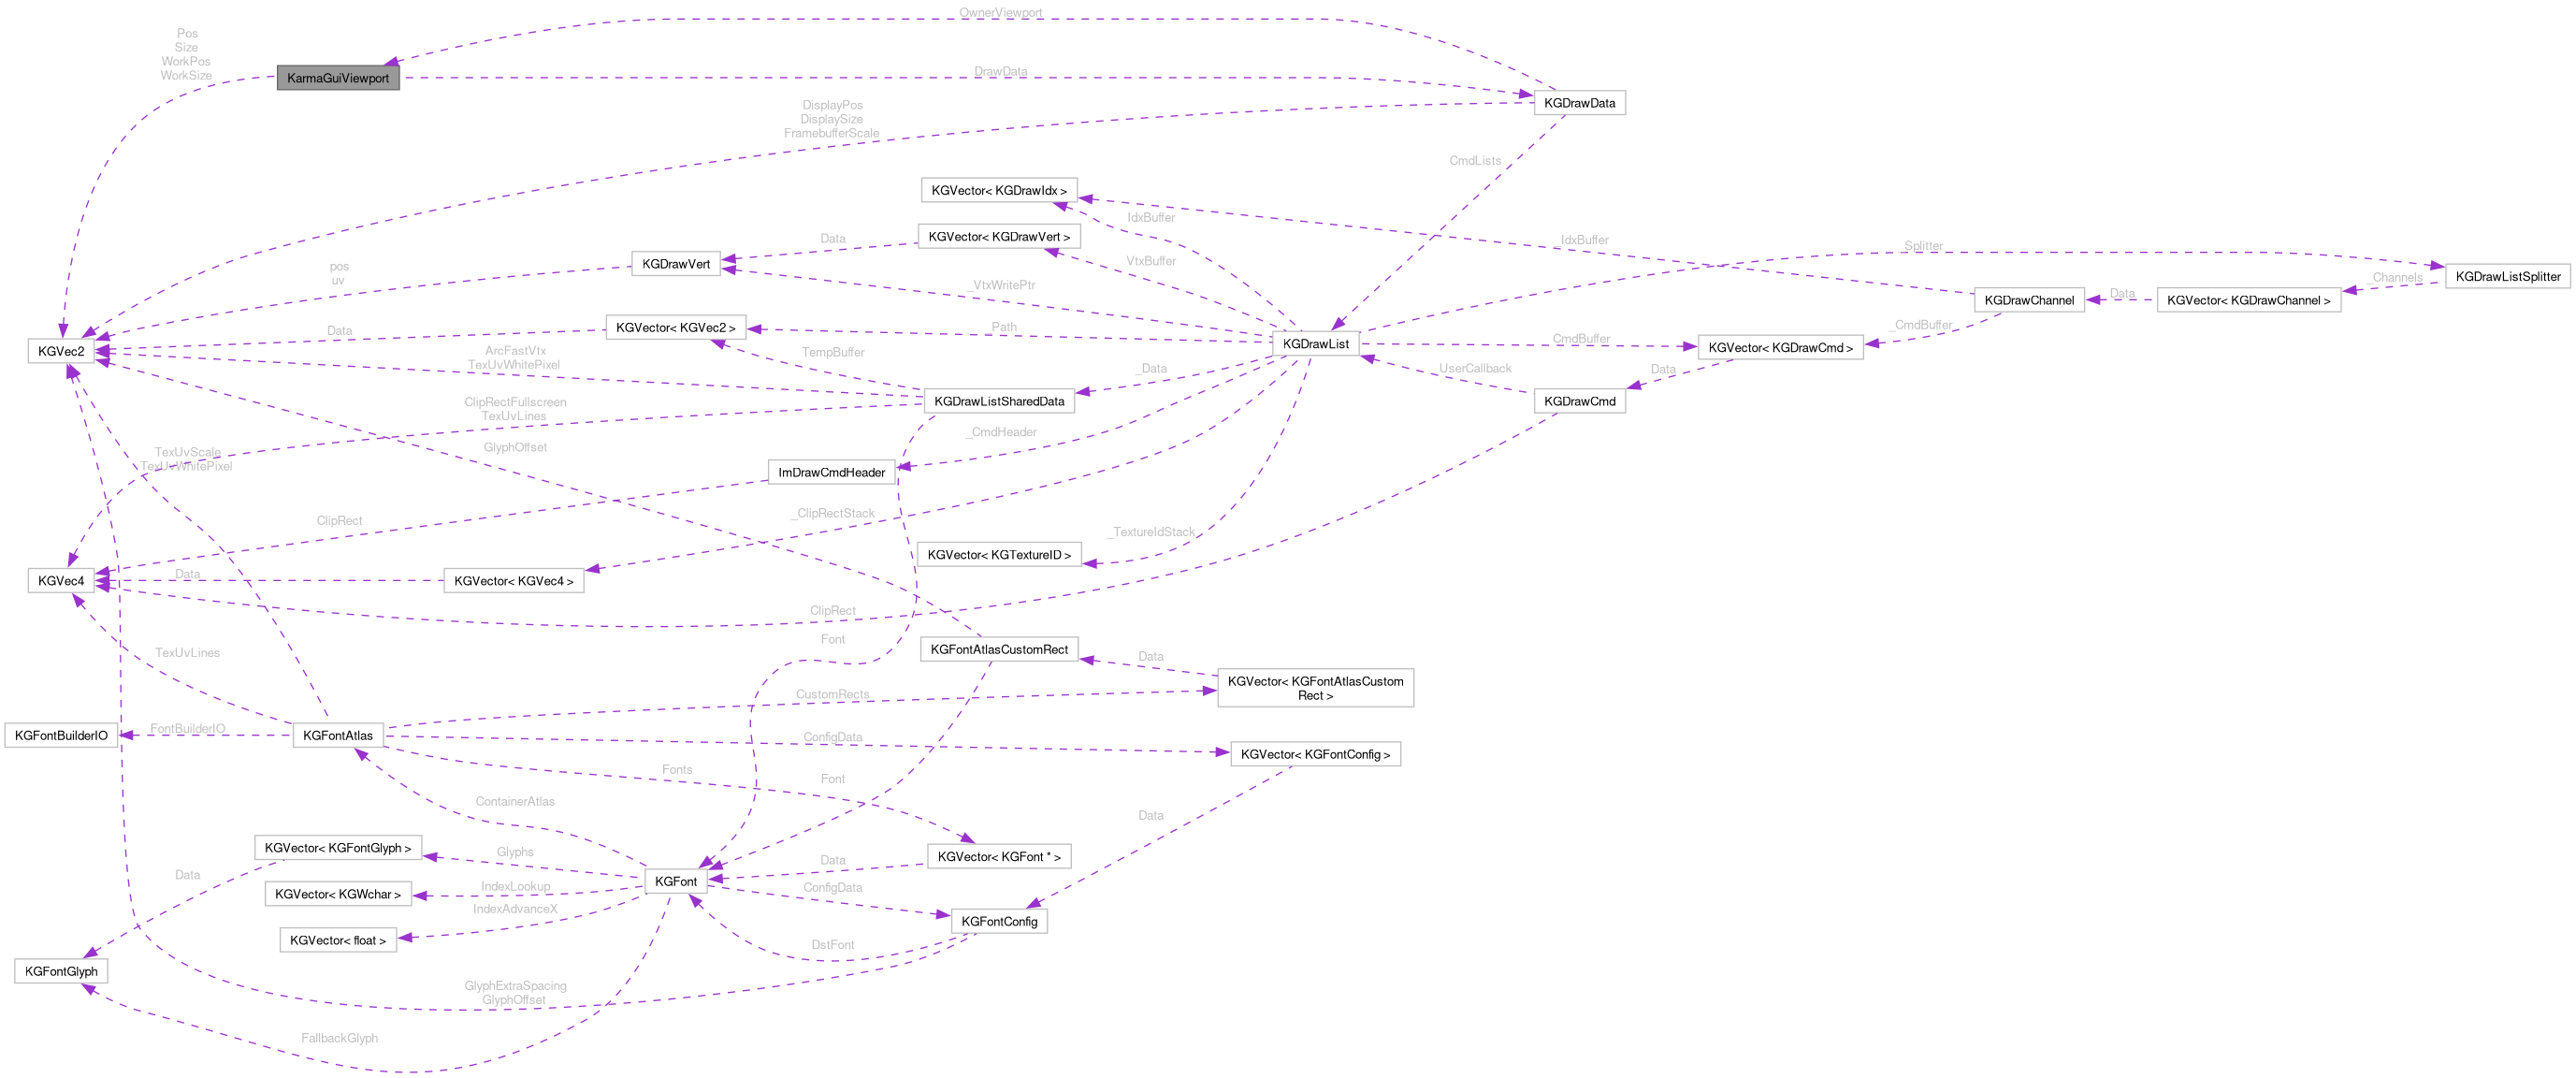 OwnerViewport
Pos
Size
WorkPos
WorkSize
KarmaGuiViewport
DrawData
KGDrawData
DisplayPos
DisplaySize
FramebufferScale
CmdLists
KGVector< KGDrawIdx >
IdxBuffer
KGVector< KGDrawVert >
Data
_IdxBuffer
Splitter
KGDrawVert
pos
uv
VtxBuffer
_VtxWritePtr
KGDrawListSplitter
_Channels
KGVector< KGDrawChannel >
Data
KGDrawChannel
_CmdBuffer
KGVector< KGVec2 >
Data
_Path
KGDrawList
CmdBuffer
KGVector< KGDrawCmd >
KGVec2
ArcFastVtx
TexUvWhitePixel
TempBuffer
_Data
UserCallback
Data
KGDrawListSharedData
KGDrawCmd
ClipRectFullscreen
TexUvLines
_CmdHeader
TexUvScale
TexUvWhitePixel
GlyphOffset
ImDrawCmdHeader
ClipRect
_ClipRectStack
_TextureIdStack
KGVector< KGTextureID >
KGVec4
Data
KGVector< KGVec4 >
ClipRect
Font
KGFontAtlasCustomRect
Data
TexUvLines
KGVector< KGFontAtlasCustom
Rect >
CustomRects
KGFontBuilderIO
FontBuilderIO
KGFontAtlas
ConfigData
KGVector< KGFontConfig >
Fonts
Font
ContainerAtlas
Data
KGVector< KGFontGlyph >
Glyphs
Data
KGVector< KGFont * >
Data
KGFont
KGVector< KGWchar >
IndexLookup
ConfigData
IndexAdvanceX
KGFontConfig
KGVector< float >
DstFont
KGFontGlyph
GlyphExtraSpacing
GlyphOffset
FallbackGlyph